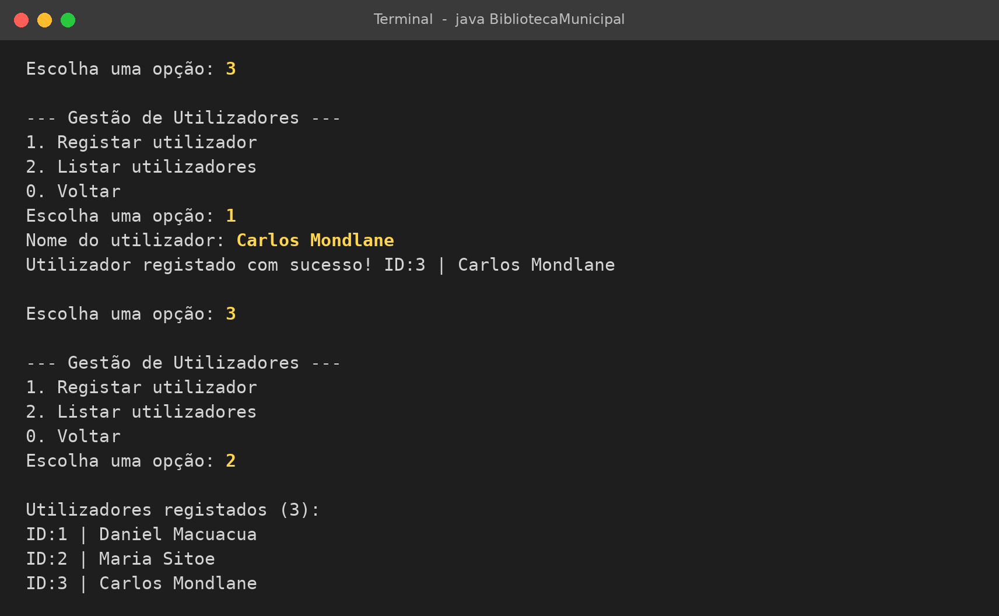 Terminal - java BibliotecaMunicipal
Escolha uma opção: 3
--- Gestão de Utilizadores ---
1. Registar utilizador
2. Listar utilizadores
0. Voltar
Escolha uma opção: 1
Nome do utilizador: Carlos Mondlane
Utilizador registado com sucesso! ID:3 | Carlos Mondlane
Escolha uma opção: 3
--- Gestão de Utilizadores ---
1. Registar utilizador
2. Listar utilizadores
0. Voltar
Escolha uma opção: 2
Utilizadores registados (3):
ID:1 | Daniel Macuacua
ID:2 | Maria Sitoe
ID:3 | Carlos Mondlane